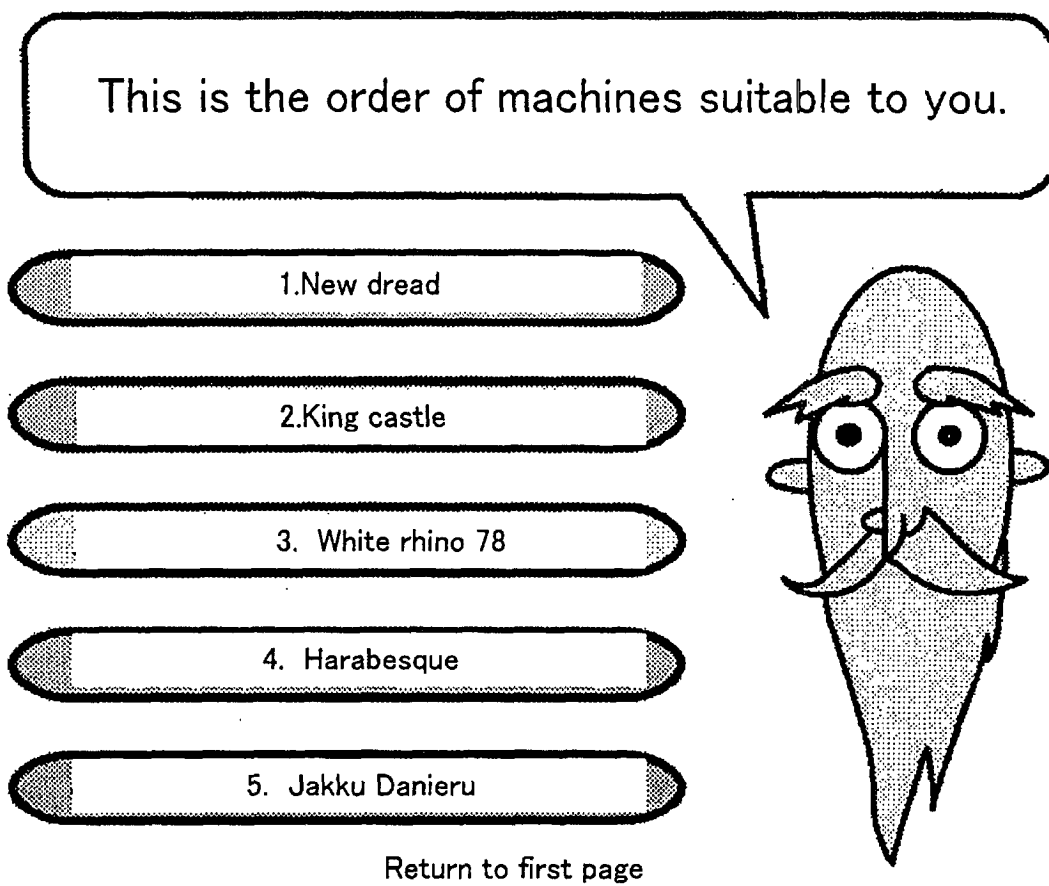 This is the order of machines suitable to you.
1.New dread
2.King castle
3. White rhino 78
4. Harabesque
5. Jakku Danieru
Return to first page